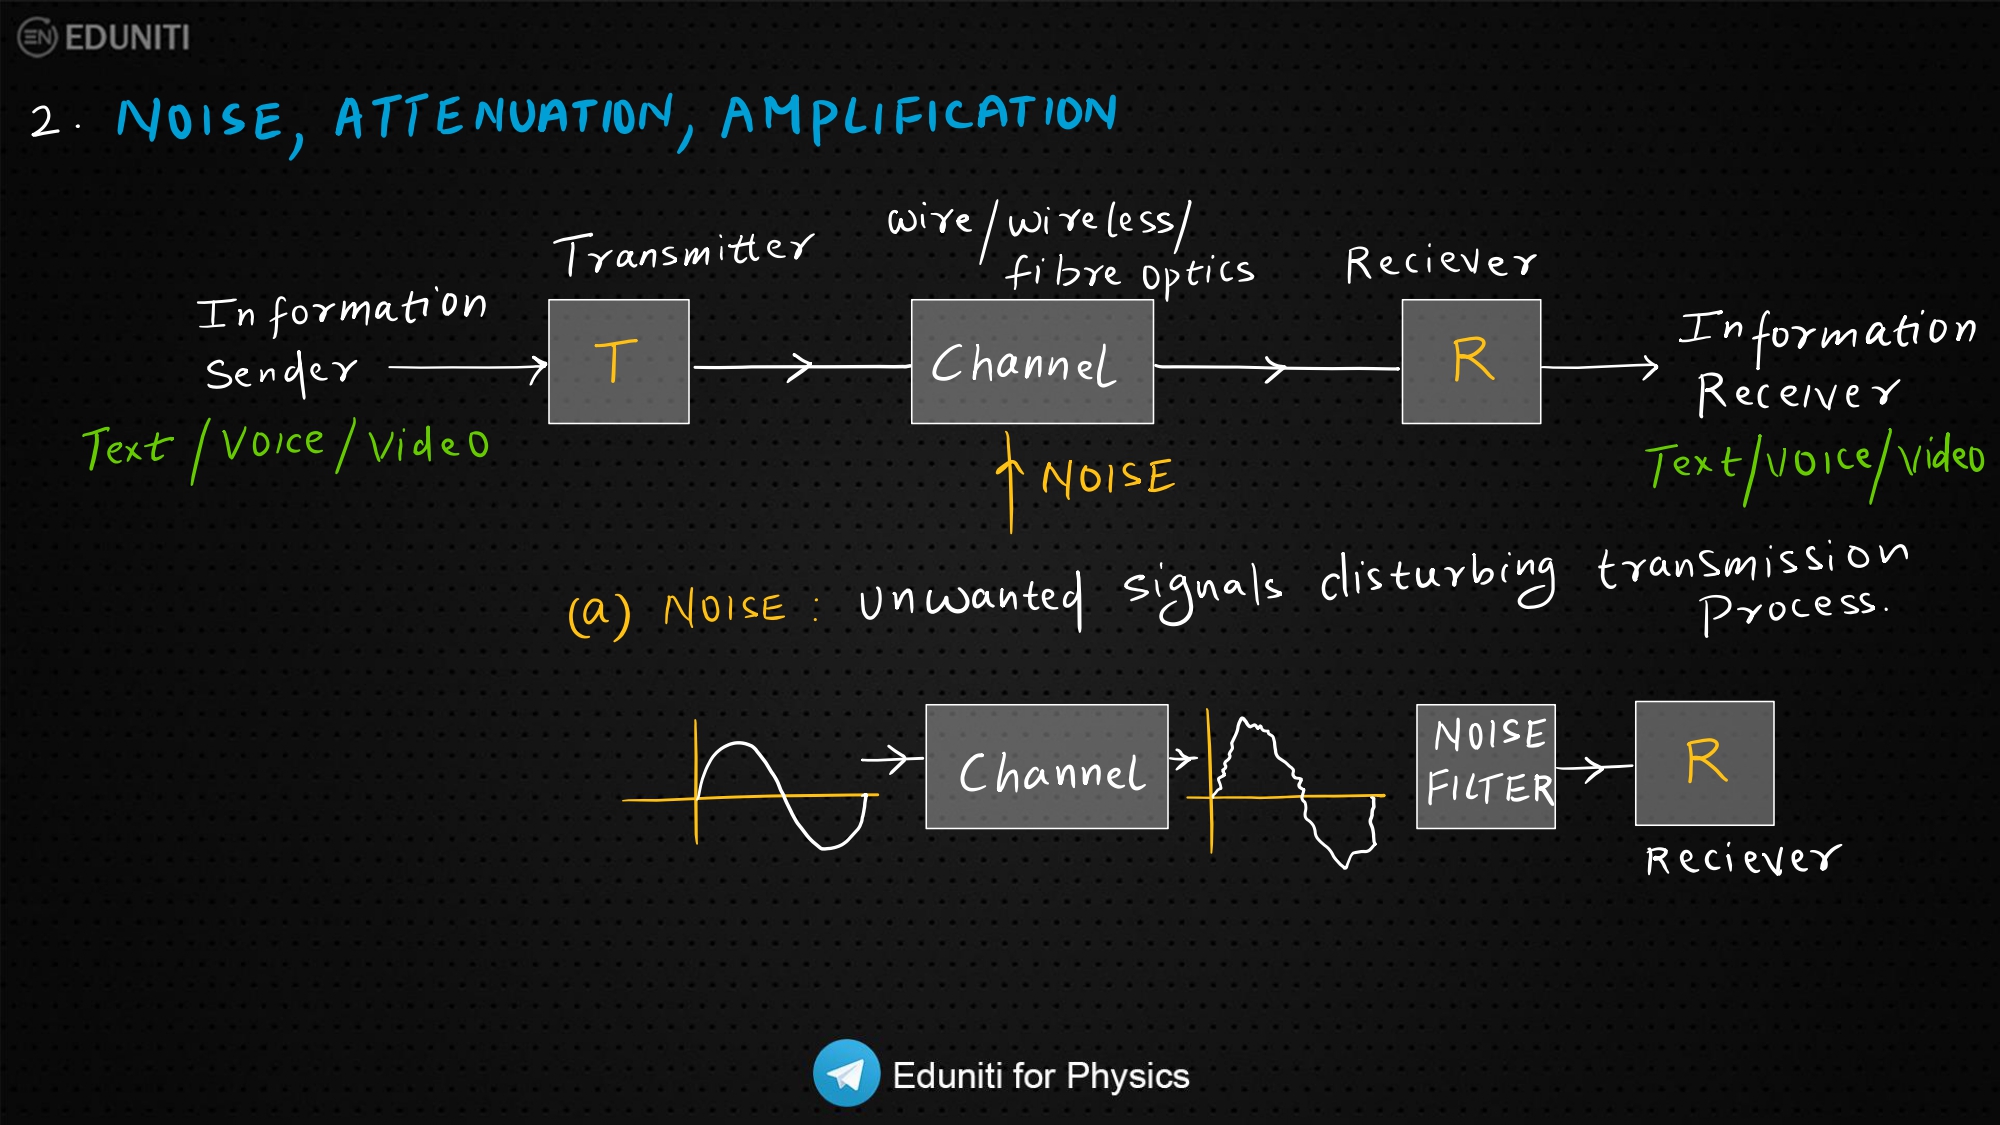 EN EDUNITI
2. NOISE, ATTENUATION, AMPLIFICATION
wire/wireless/
fibre optics
Transmitter
Reciever
Information
Sender
T
Channel
R
Information
Receiver
Text/Voice/Video
Text/Voice/Video
NOISE
(a) NOISE: unwanted signals disturbing transmission
process.
Channel
NOISE
FILTER
R
Reciever
Eduniti for Physics